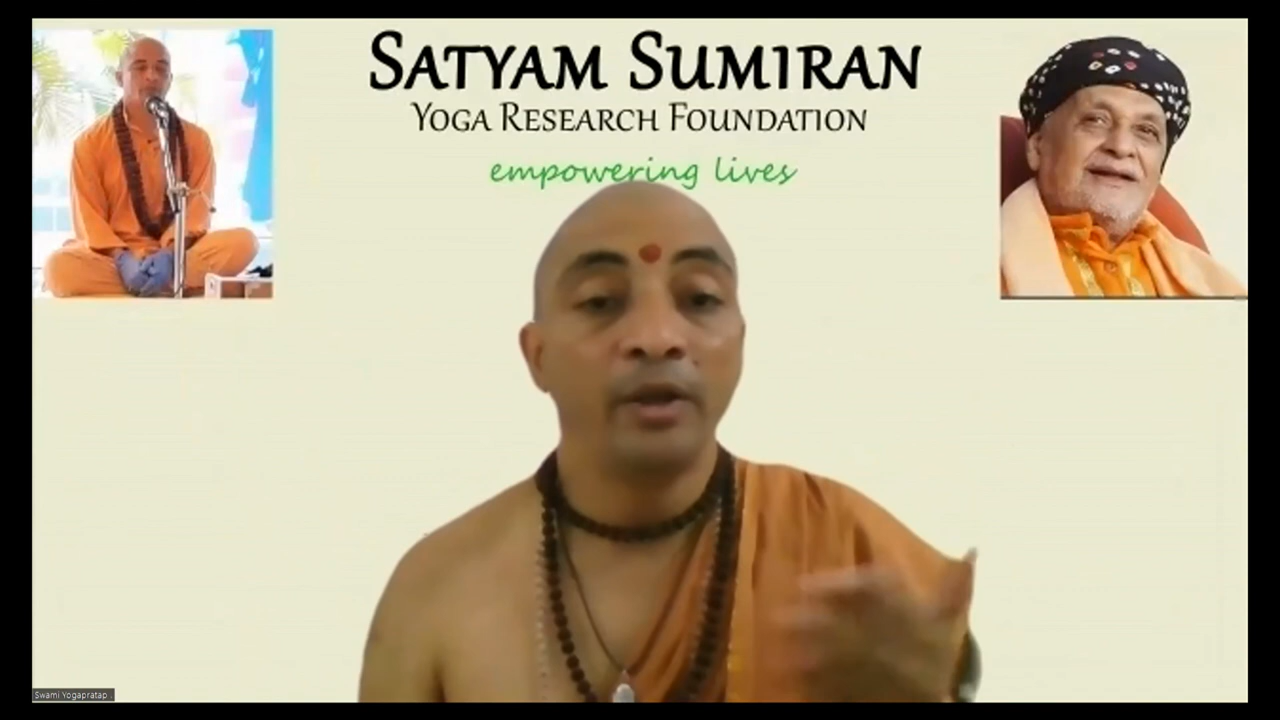 SATYAM SUMIRAN
YOGA RESEARCH FOUNDATION
empowering lives
Swami Yogapratap .